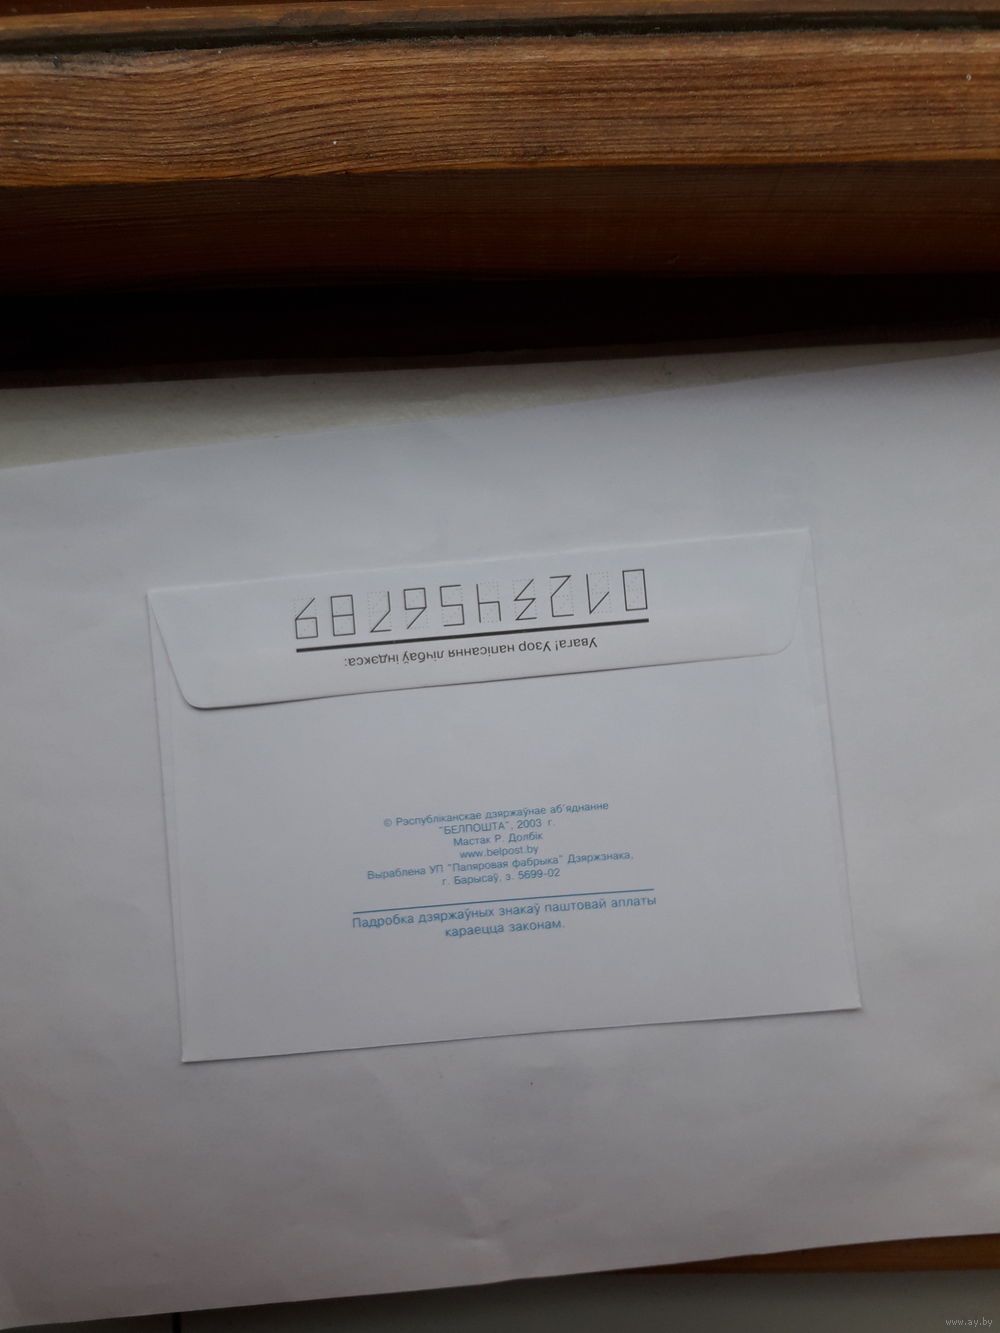 Увага! Узор напісання лічбаў індэкса:
0123456789
© Рэспубліканскае дзяржаўнае аб'яднанне
"БЕЛПОШТА", 2003 г.
Мастак Р. Долбік
www.belpost.by
Выраблена УП "Папяровая фабрыка" Дзяржзнака,
г. Барысаў, з. 5699-02
Падробка дзяржаўных знакаў паштовай аплаты
караецца законам.
www.ay.by